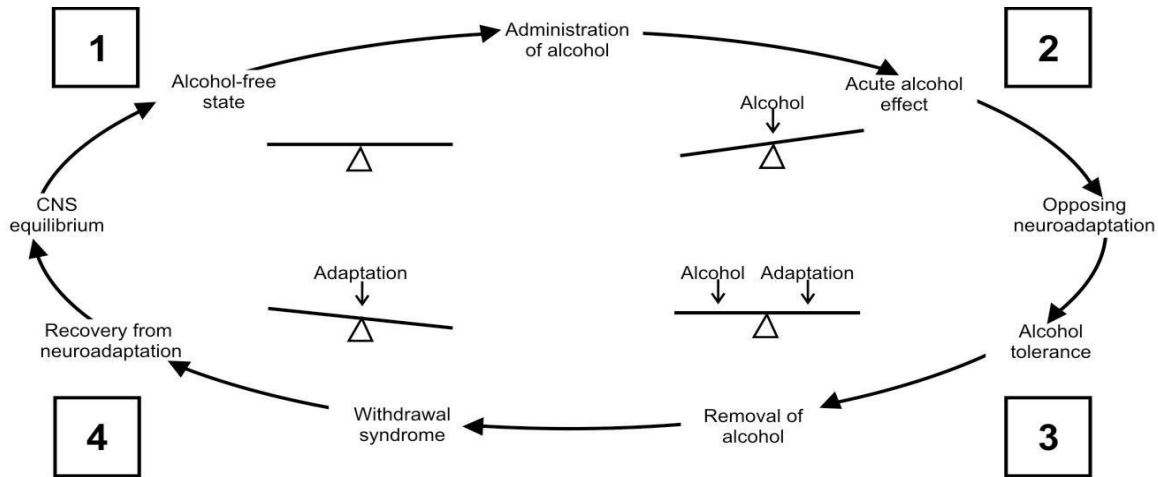 1
Administration
of alcohol
2
Alcohol-free
state
Acute alcohol
effect
Alcohol
CNS
equilibrium
Opposing
neuroadaptation
Adaptation
Alcohol Adaptation
Recovery from
neuroadaptation
Alcohol
tolerance
4
Withdrawal
syndrome
Removal of
alcohol
3